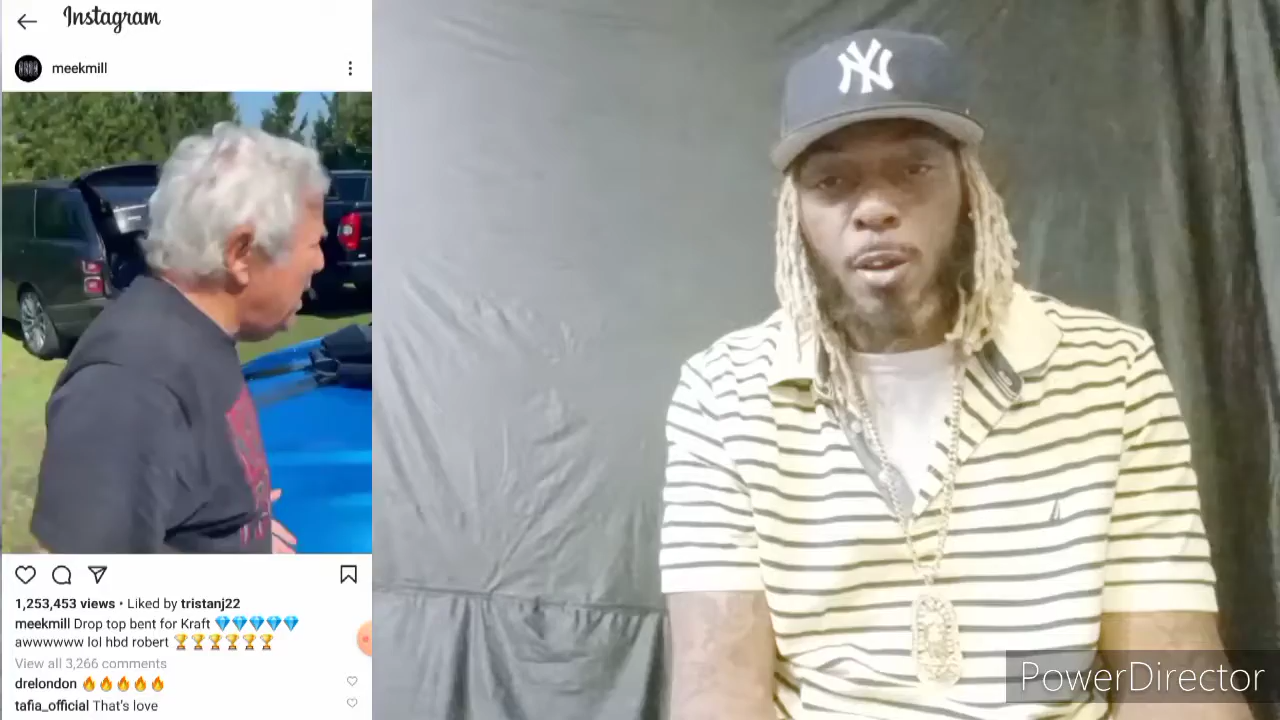 Instagram
meekmill
1,253,453 views • Liked by tristanj22
meekmill Drop top bent for Kraft 💎💎💎💎💎
awwwwww lol hbd robert 🏆🏆🏆🏆🏆🏆
View all 3,266 comments
drelondon 🔥🔥🔥🔥🔥
tafia_official That's love
NY
PowerDirector